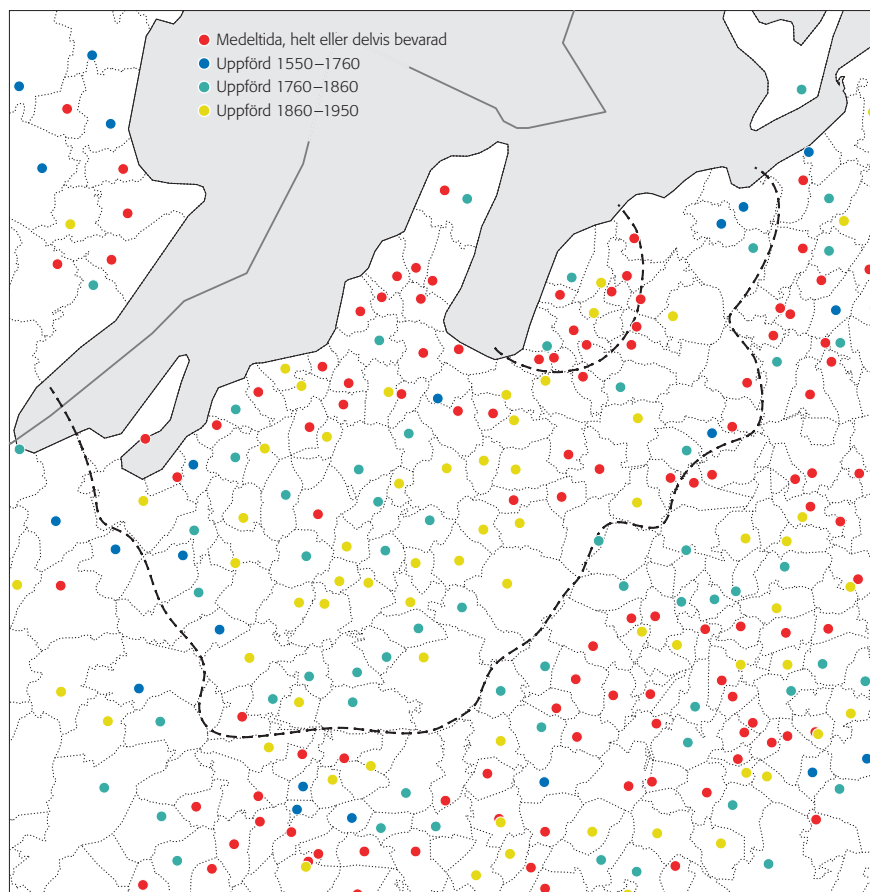 Medeltida, helt eller delvis bevarad
Uppförd 1550–1760
Uppförd 1760–1860
Uppförd 1860–1950